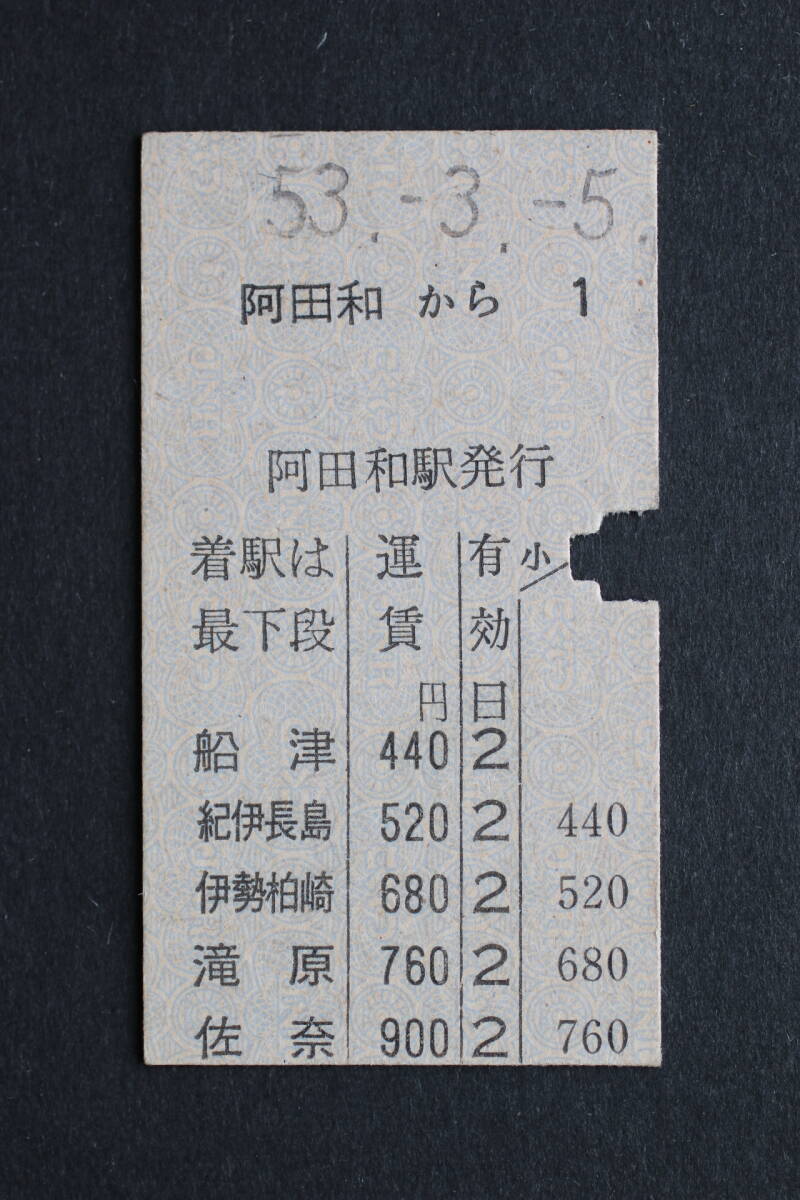 53.-3.-5.
阿田和 から 1
阿田和駅発行
着駅は 運 有 小
最下段 賃 効
円 日
船津 440 2
紀伊長島 520 2 440
伊勢柏崎 680 2 520
滝原 760 2 680
佐奈 900 2 760